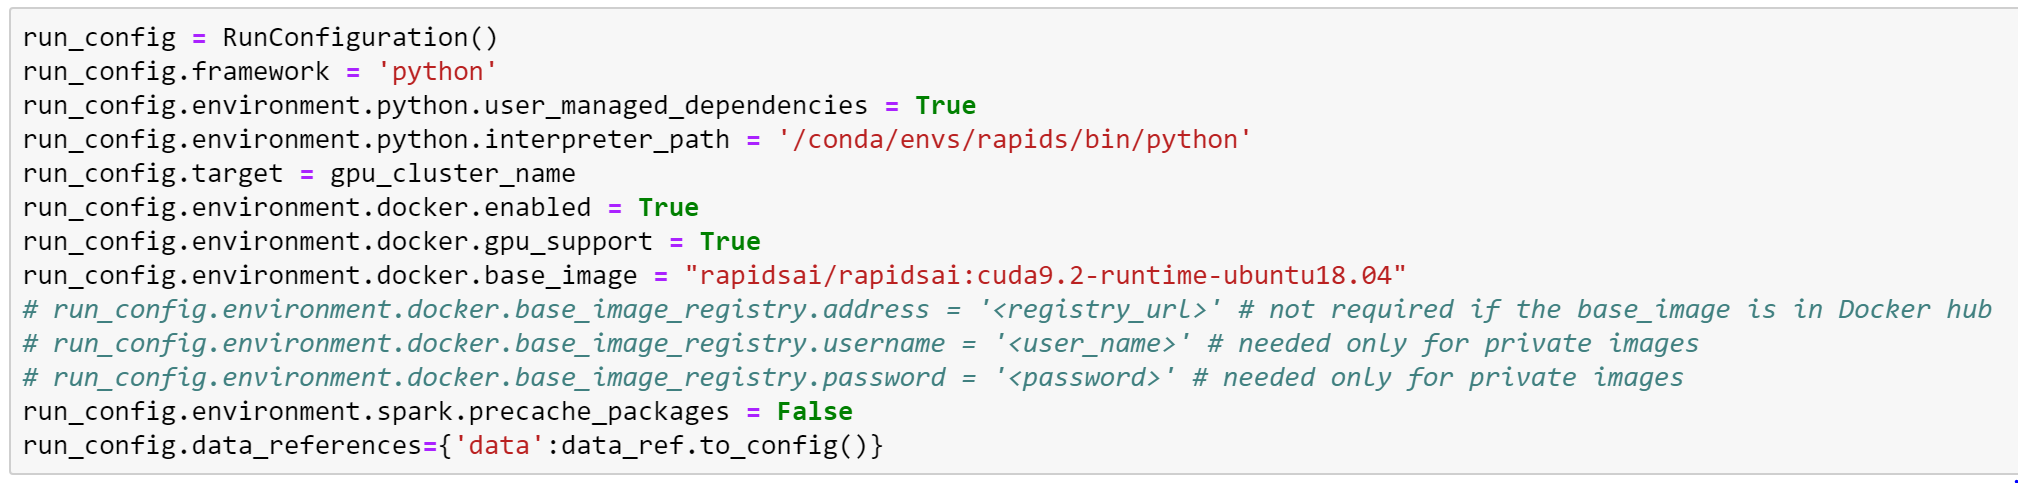 run_config = RunConfiguration()
run_config.framework = 'python'
run_config.environment.python.user_managed_dependencies = True
run_config.environment.python.interpreter_path = '/conda/envs/rapids/bin/python'
run_config.target = gpu_cluster_name
run_config.environment.docker.enabled = True
run_config.environment.docker.gpu_support = True
run_config.environment.docker.base_image = "rapidsai/rapidsai:cuda9.2-runtime-ubuntu18.04"
# run_config.environment.docker.base_image_registry.address = '<registry_url>' # not required if the base_image is in Docker hub
# run_config.environment.docker.base_image_registry.username = '<user_name>' # needed only for private images
# run_config.environment.docker.base_image_registry.password = '<password>' # needed only for private images
run_config.environment.spark.precache_packages = False
run_config.data_references={'data':data_ref.to_config()}